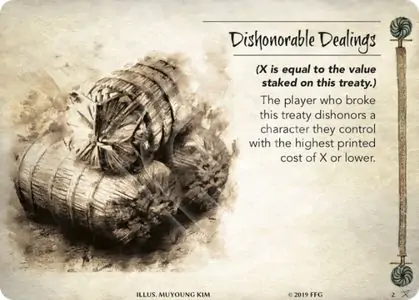 Dishonorable Dealings
(X is equal to the value
staked on this treaty.)
The player who broke
this treaty dishonors a
character they control
with the highest printed
cost of X or lower.
ILLUS. MUYOUNG KIM
© 2019 FFG
2